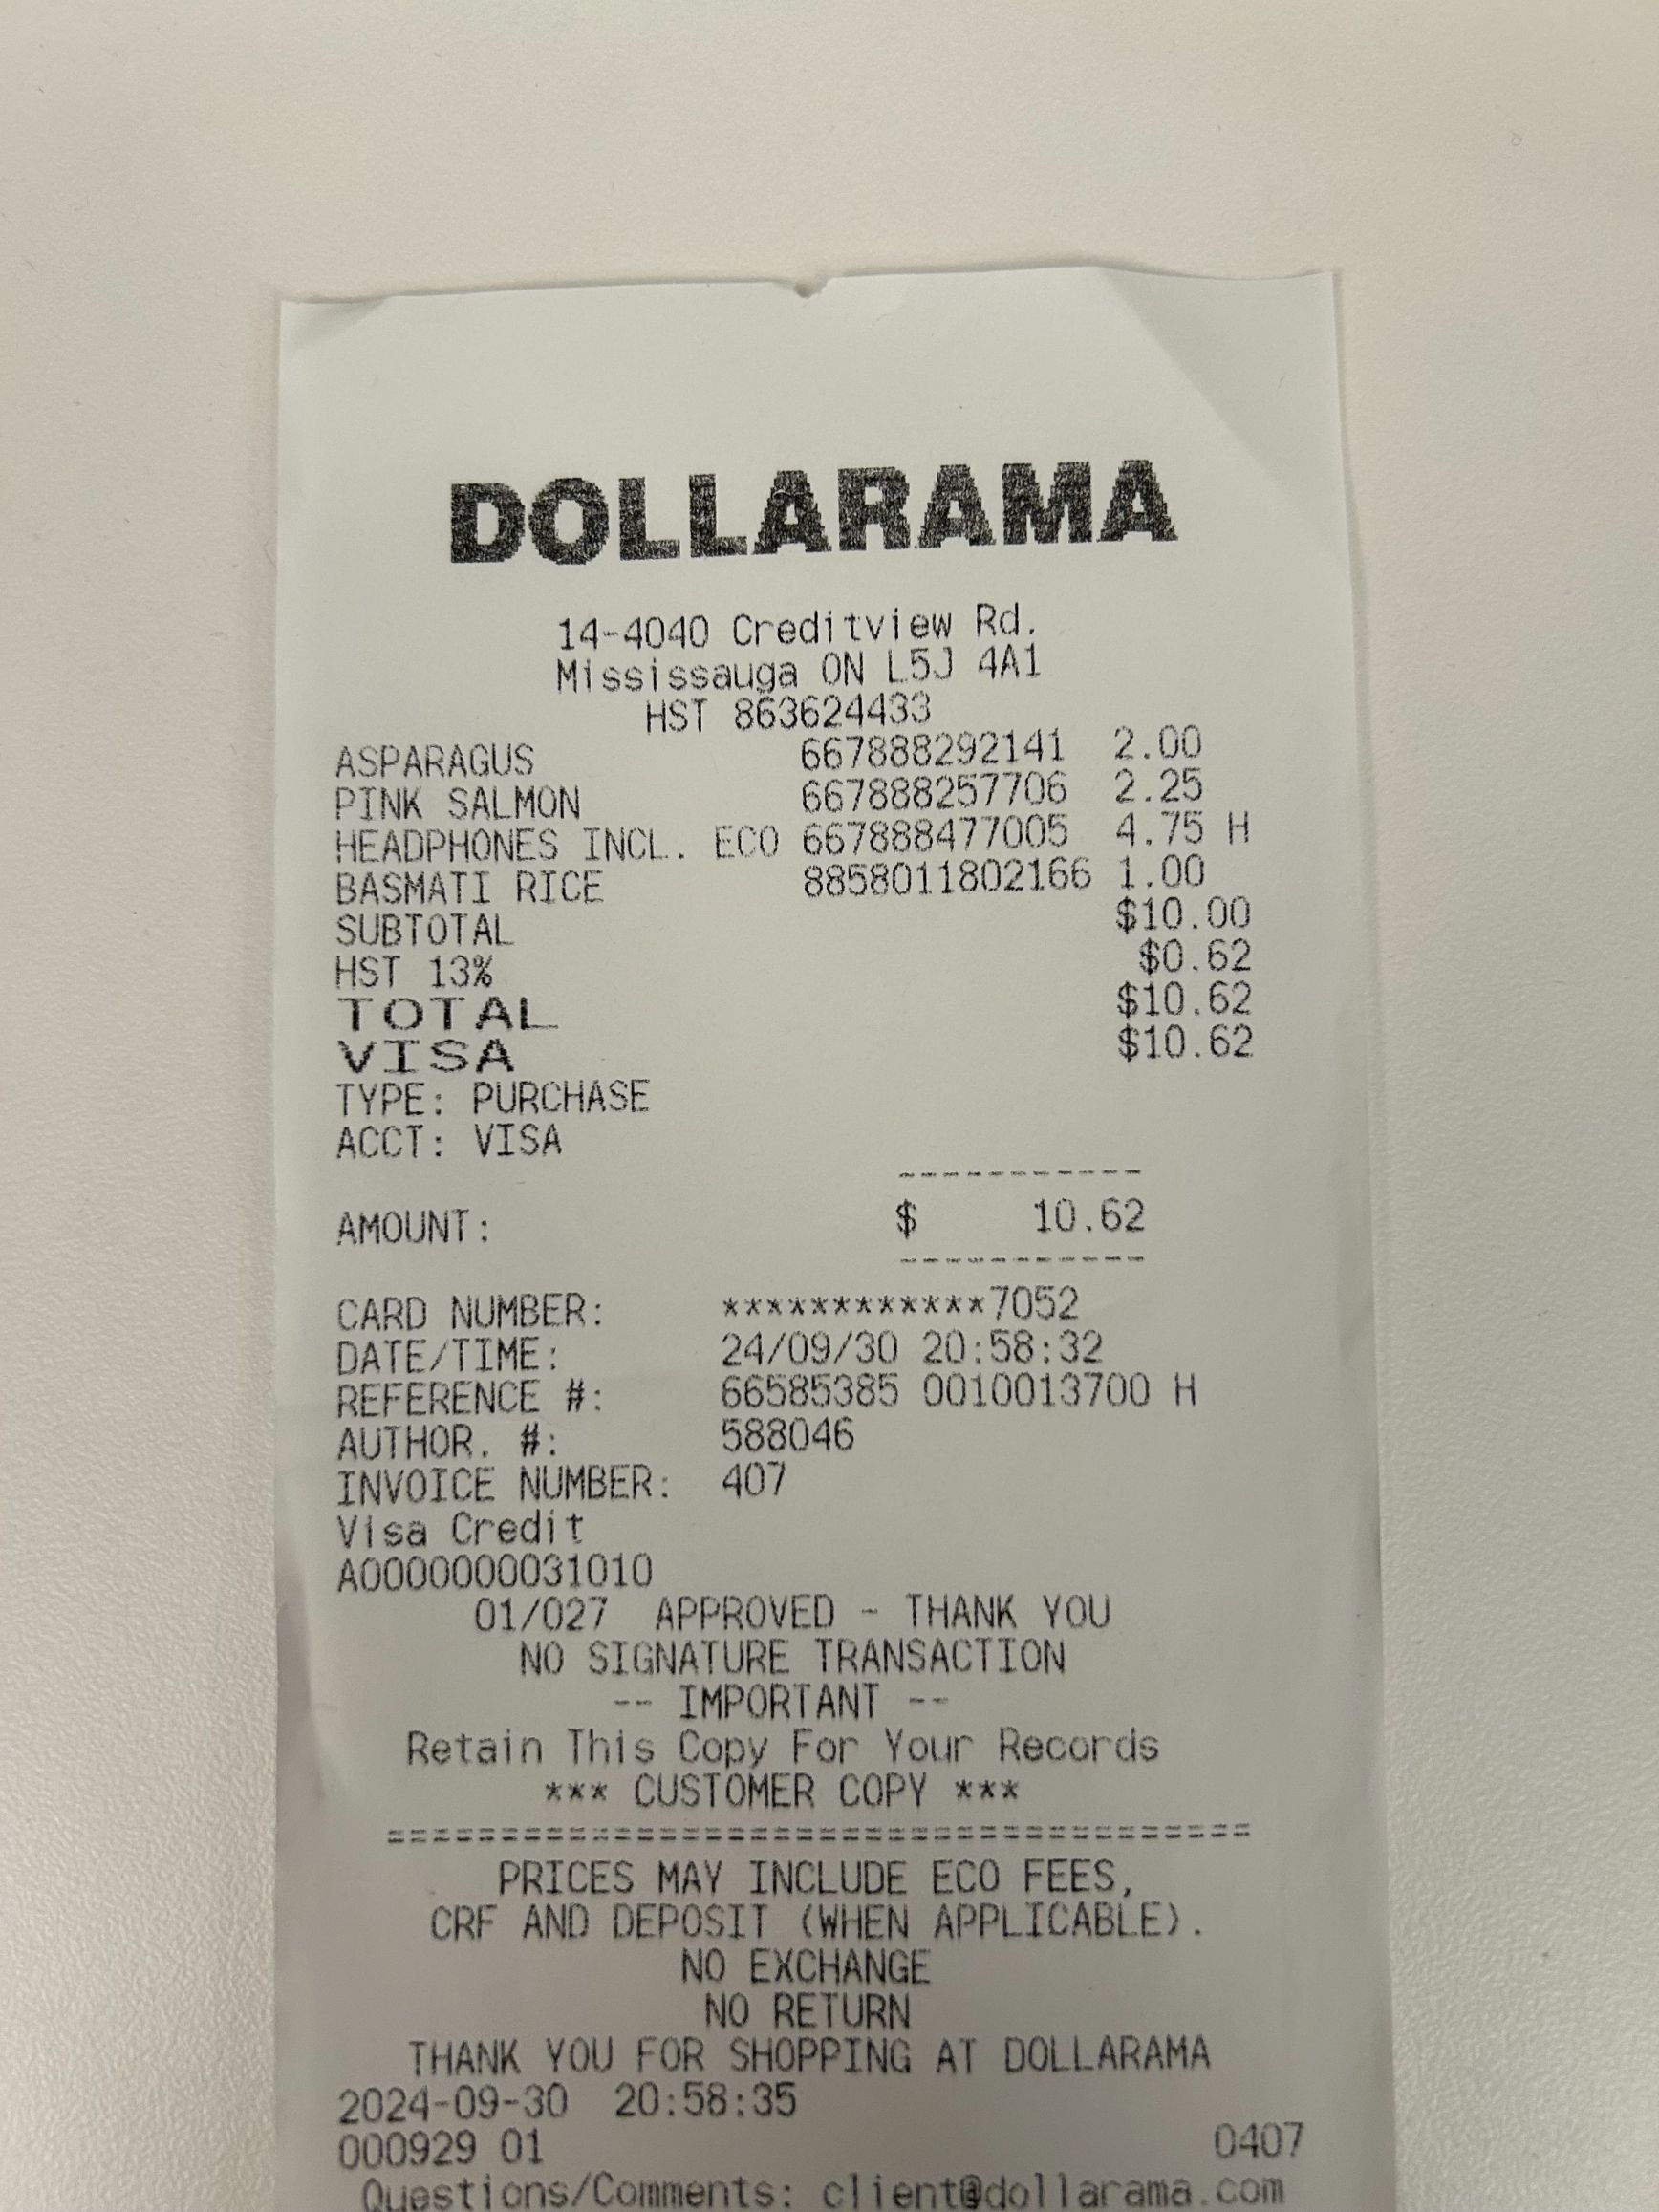 DOLLARAMA
14-4040 Creditview Rd.
Mississauga ON L5J 4A1
HST 863624433
ASPARAGUS 667888292141 2.00
PINK SALMON 667888257706 2.25
HEADPHONES INCL. ECO 667888477005 4.75 H
BASMATI RICE 8858011802166 1.00
SUBTOTAL $10.00
HST 13% $0.62
TOTAL $10.62
VISA $10.62
TYPE: PURCHASE
ACCT: VISA
-----------
AMOUNT: $ 10.62
-----------
CARD NUMBER: ************7052
DATE/TIME: 24/09/30 20:58:32
REFERENCE #: 66585385 0010013700 H
AUTHOR. #: 588046
INVOICE NUMBER: 407
Visa Credit
A0000000031010
01/027 APPROVED - THANK YOU
NO SIGNATURE TRANSACTION
-- IMPORTANT --
Retain This Copy For Your Records
*** CUSTOMER COPY ***
======================================
PRICES MAY INCLUDE ECO FEES,
CRF AND DEPOSIT (WHEN APPLICABLE).
NO EXCHANGE
NO RETURN
THANK YOU FOR SHOPPING AT DOLLARAMA
2024-09-30 20:58:35
000929 01 0407
Questions/Comments: client@dollarama.com